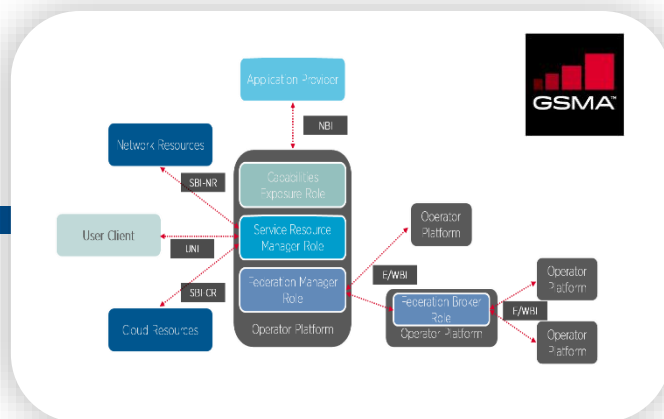 GSMA™
Application Provider
NBI
Network Resources
Capabilities
Exposure Role
SBI-NR
User Client
UNI
Service Resource
Manager Role
Operator
Platform
E/WBI
SBI-CR
Federation Manager
Role
Cloud Resources
Operator Platform
Federation Broker
Role
Operator Platform
E/WBI
Operator
Platform
Operator
Platform